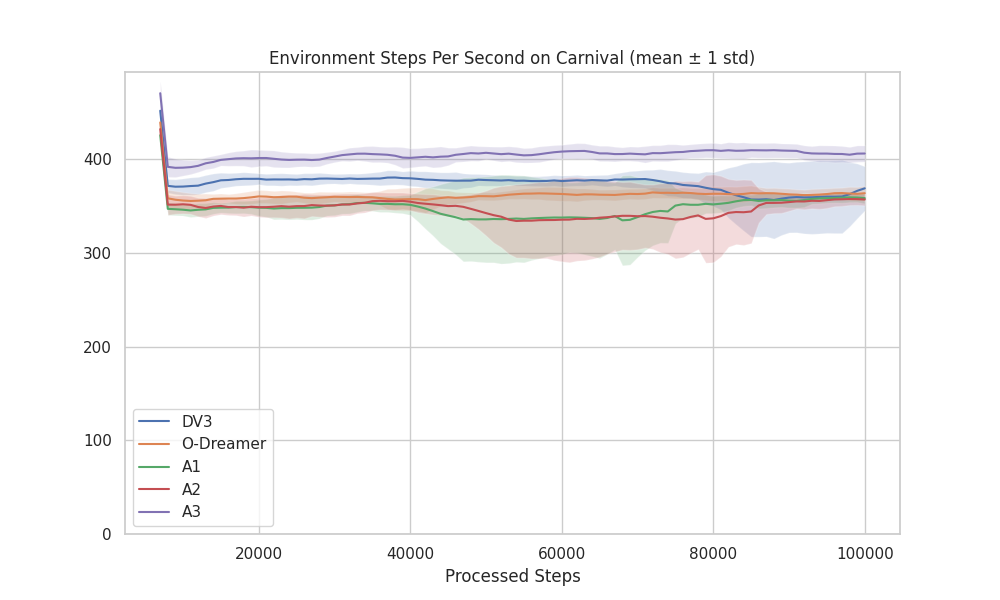 Environment Steps Per Second on Carnival (mean ± 1 std)
400
300
200
100
0
DV3
O-Dreamer
A1
A2
A3
20000 40000 60000 80000 100000
Processed Steps